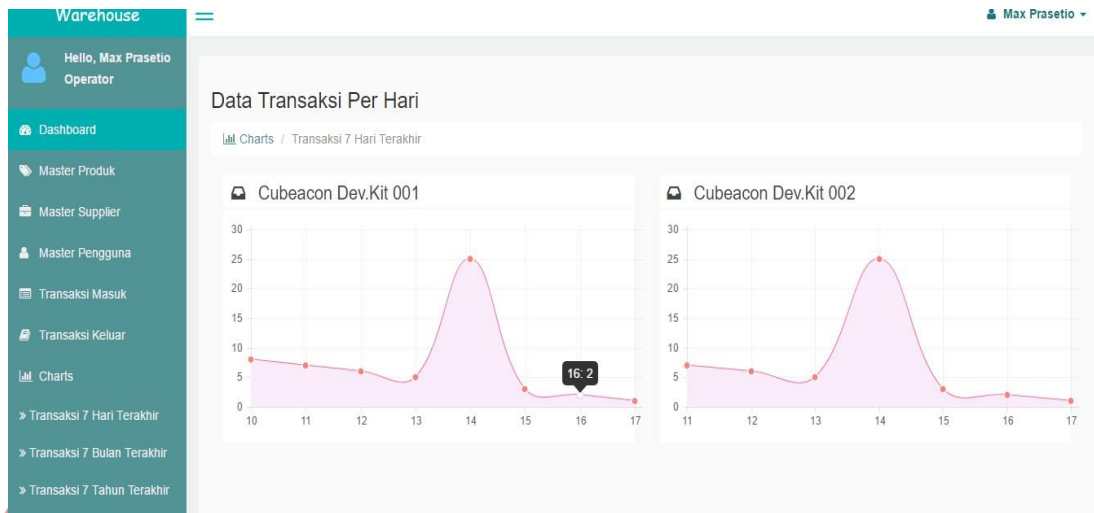 Warehouse
Max Prasetio
Hello, Max Prasetio
Operator
Dashboard
Master Produk
Master Supplier
Master Pengguna
Transaksi Masuk
Transaksi Keluar
Charts
» Transaksi 7 Hari Terakhir
» Transaksi 7 Bulan Terakhir
» Transaksi 7 Tahun Terakhir
Data Transaksi Per Hari
Charts / Transaksi 7 Hari Terakhir
Cubeacon Dev.Kit 001
30
25
20
15
10
5
0
16: 2
10 11 12 13 14 15 16 17
Cubeacon Dev.Kit 002
30
25
20
15
10
5
0
11 12 13 14 15 16 17